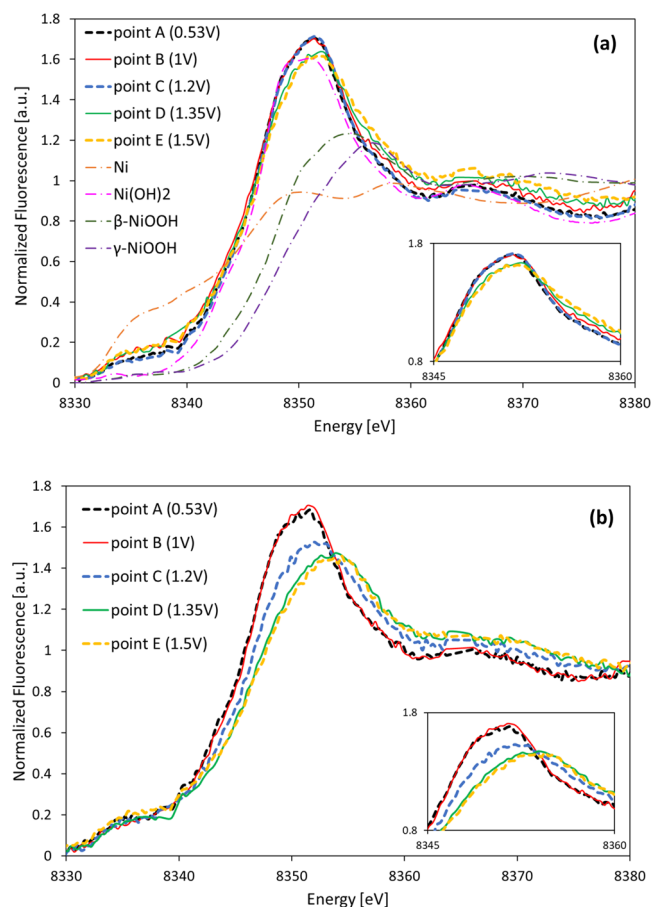 1.8
1.6
1.4
1.2
1
0.8
0.6
0.4
0.2
0
Normalized Fluorescence [a.u.]
point A (0.53V)
point B (1V)
point C (1.2V)
point D (1.35V)
point E (1.5V)
Ni
Ni(OH)2
β-NiOOH
γ-NiOOH
(a)
1.8
0.8
8345
8360
8330
8340
8350
8360
8370
8380
Energy [eV]
1.8
1.6
1.4
1.2
1
0.8
0.6
0.4
0.2
0
Normalized Fluorescence [a.u.]
point A (0.53V)
point B (1V)
point C (1.2V)
point D (1.35V)
point E (1.5V)
(b)
1.8
0.8
8345
8360
8330
8340
8350
8360
8370
8380
Energy [eV]